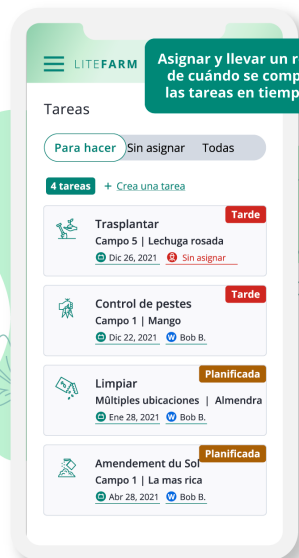 LITEFARM
Asignar y llevar un
de cuándo se comp
las tareas en tiemp
Tareas
Para hacer Sin asignar Todas
4 tareas + Crea una tarea
Tarde
Trasplantar
Campo 5 | Lechuga rosada
Dic 26, 2021 Sin asignar
Tarde
Control de pestes
Campo 1 | Mango
Dic 22, 2021 W Bob B.
Planificada
Limpiar
Múltiples ubicaciones | Almendra
Ene 28, 2021 W Bob B.
Planificada
Amendement du Sol
Campo 1 | La mas rica
Abr 28, 2021 W Bob B.